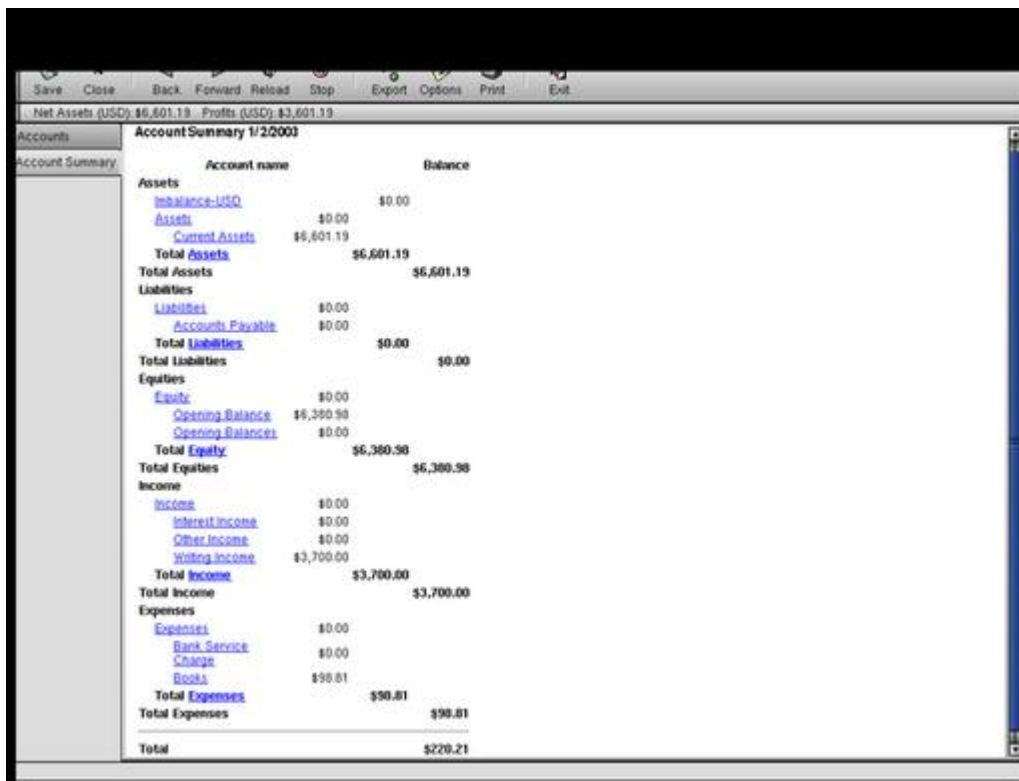 Save Close Back Forward Reload Stop Export Options Print Exit
Net Assets (USD): $6,601.19 Profits (USD): $3,601.19
Accounts
Account Summary
Account Summary 1/2/2003
Account name Balance
Assets
Imbalance-USD $0.00
Assets $0.00
Current Assets $6,601.19
Total Assets $6,601.19
Total Assets $6,601.19
Liabilities
Liabilities $0.00
Accounts Payable $0.00
Total Liabilities $0.00
Total Liabilities $0.00
Equities
Equity $0.00
Opening Balance $6,380.98
Opening Balances $0.00
Total Equity $6,380.98
Total Equities $6,380.98
Income
Income $0.00
Interest Income $0.00
Other Income $0.00
Writing Income $3,700.00
Total Income $3,700.00
Total Income $3,700.00
Expenses
Expenses $0.00
Bank Service
Charge $0.00
Books $98.81
Total Expenses $98.81
Total Expenses $98.81
Total $220.21